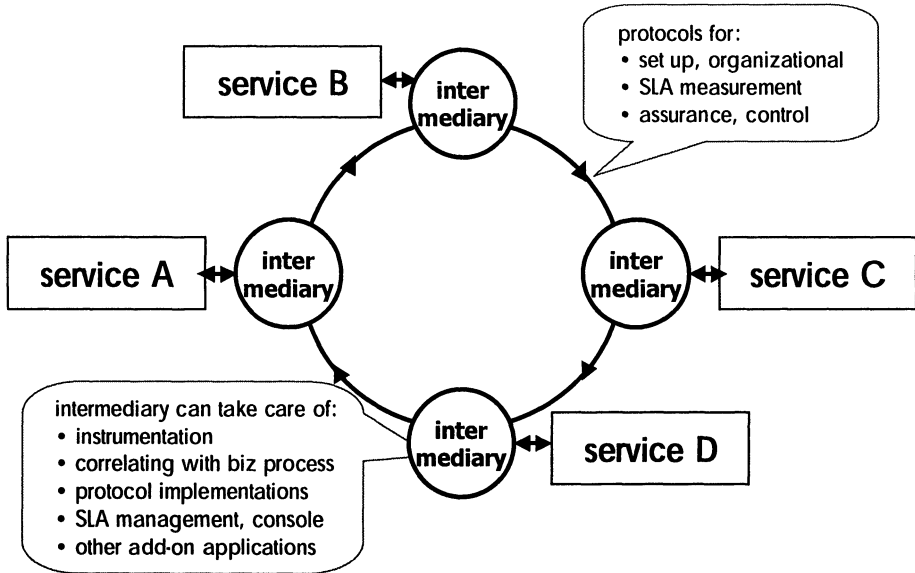 protocols for:
• set up, organizational
• SLA measurement
• assurance, control
service B
inter
mediary
service A
inter
mediary
inter
mediary
service C
intermediary can take care of:
• instrumentation
• correlating with biz process
• protocol implementations
• SLA management, console
• other add-on applications
inter
mediary
service D